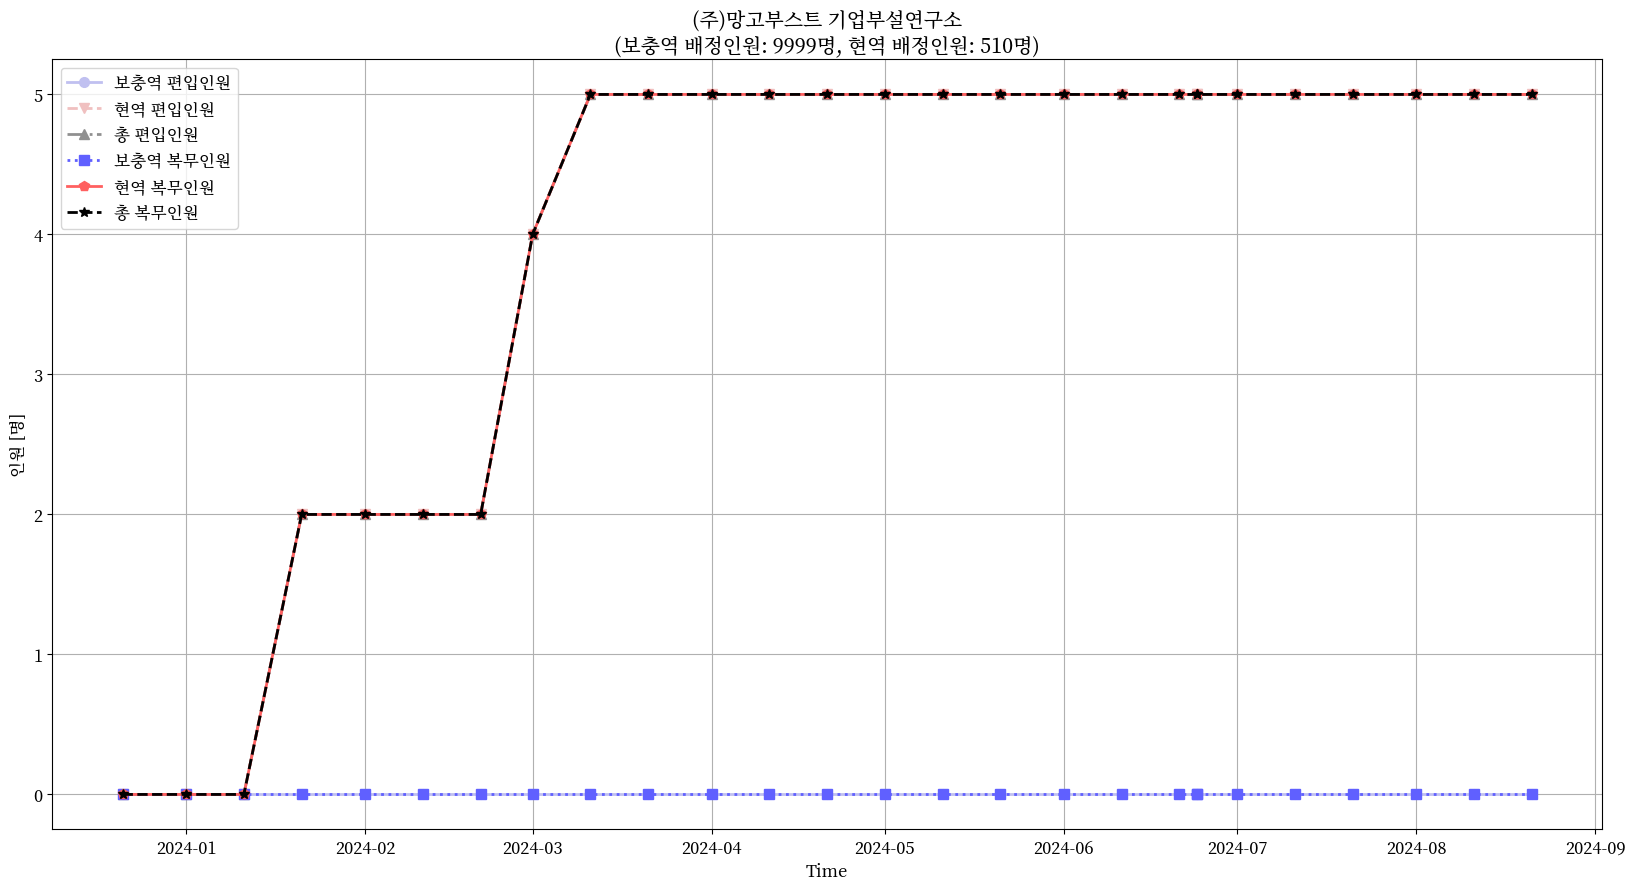 (주)망고부스트 기업부설연구소
(보충역 배정인원: 9999명, 현역 배정인원: 510명)
보충역 편입인원
현역 편입인원
총 편입인원
보충역 복무인원
현역 복무인원
총 복무인원
5
4
3
2
1
0
인원 [명]
2024-01
2024-02
2024-03
2024-04
2024-05
2024-06
2024-07
2024-08
2024-09
Time